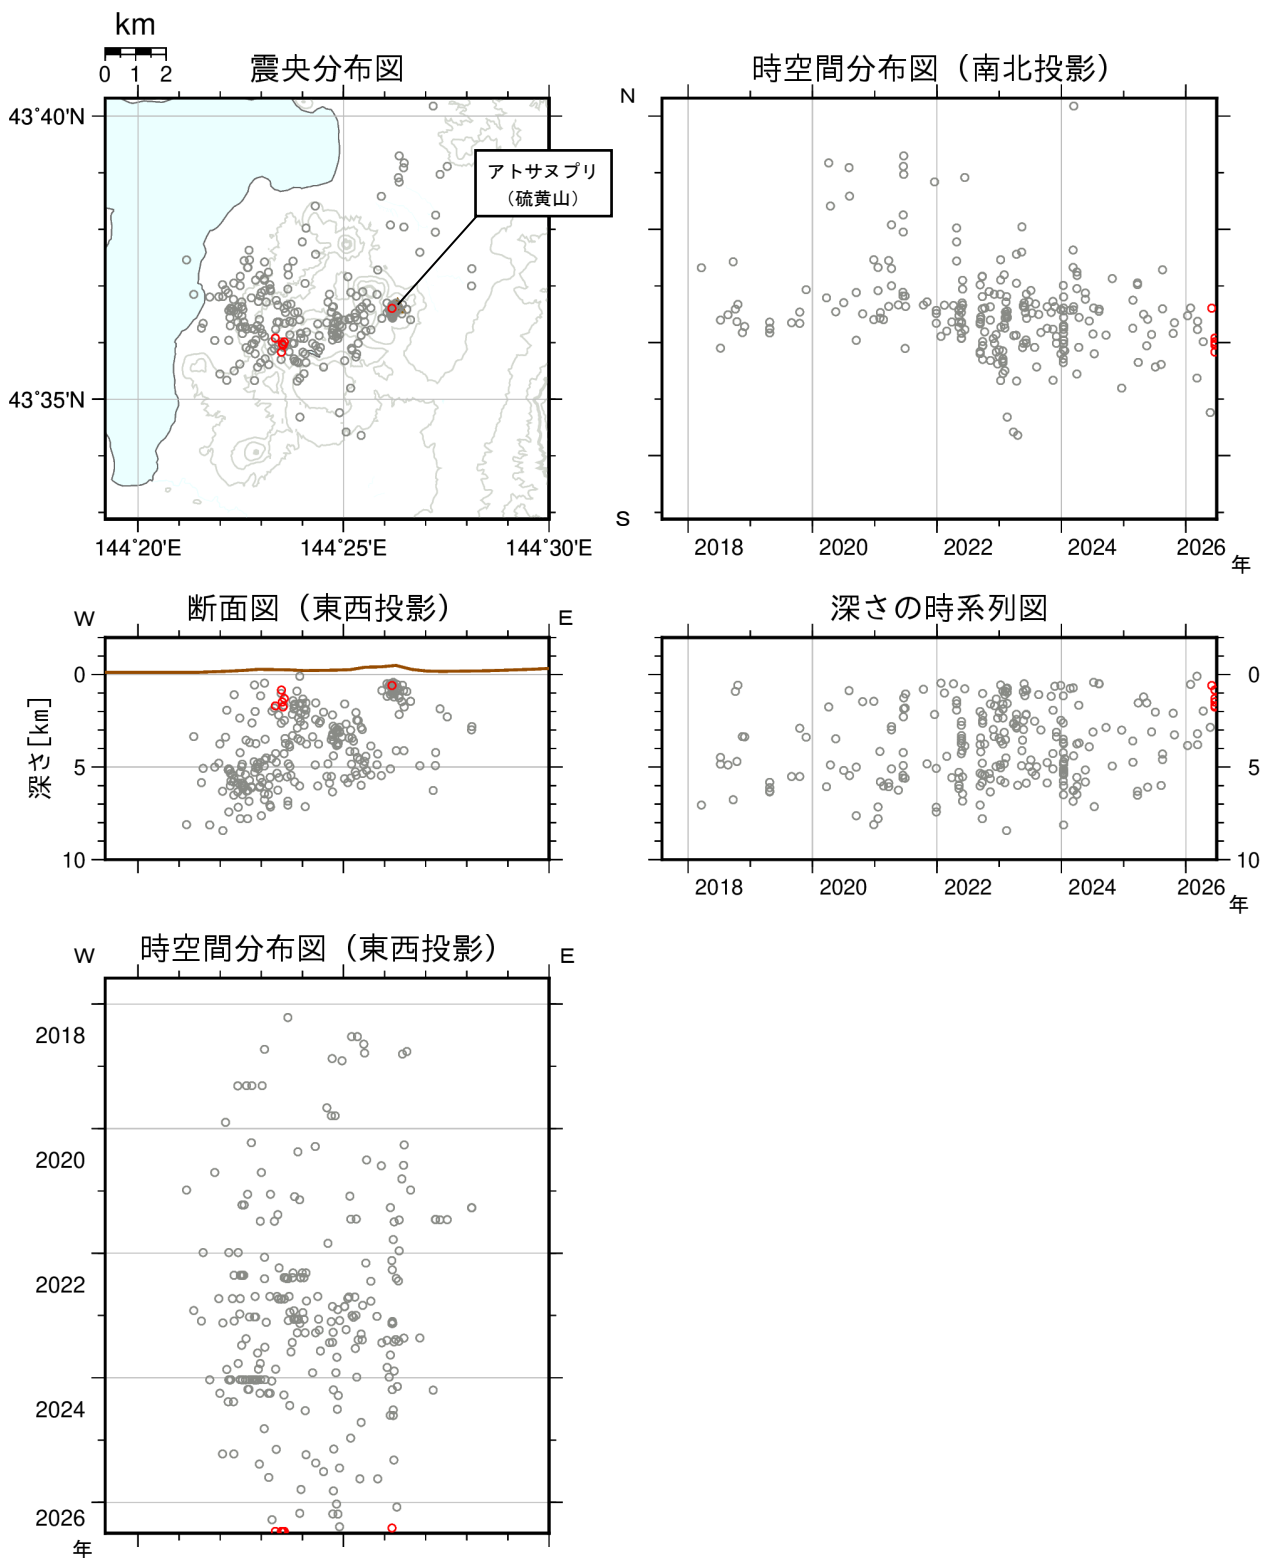 km
0 1 2
震央分布図
43°40'N
43°35'N
144°20'E 144°25'E 144°30'E
アトサヌプリ
（硫黄山）
時空間分布図（南北投影）
N
S
2018 2020 2022 2024 2026
年
断面図（東西投影）
W E
深さ[km]
0
5
10
深さの時系列図
0
5
10
2018 2020 2022 2024 2026
年
時空間分布図（東西投影）
W E
2018
2020
2022
2024
2026
年